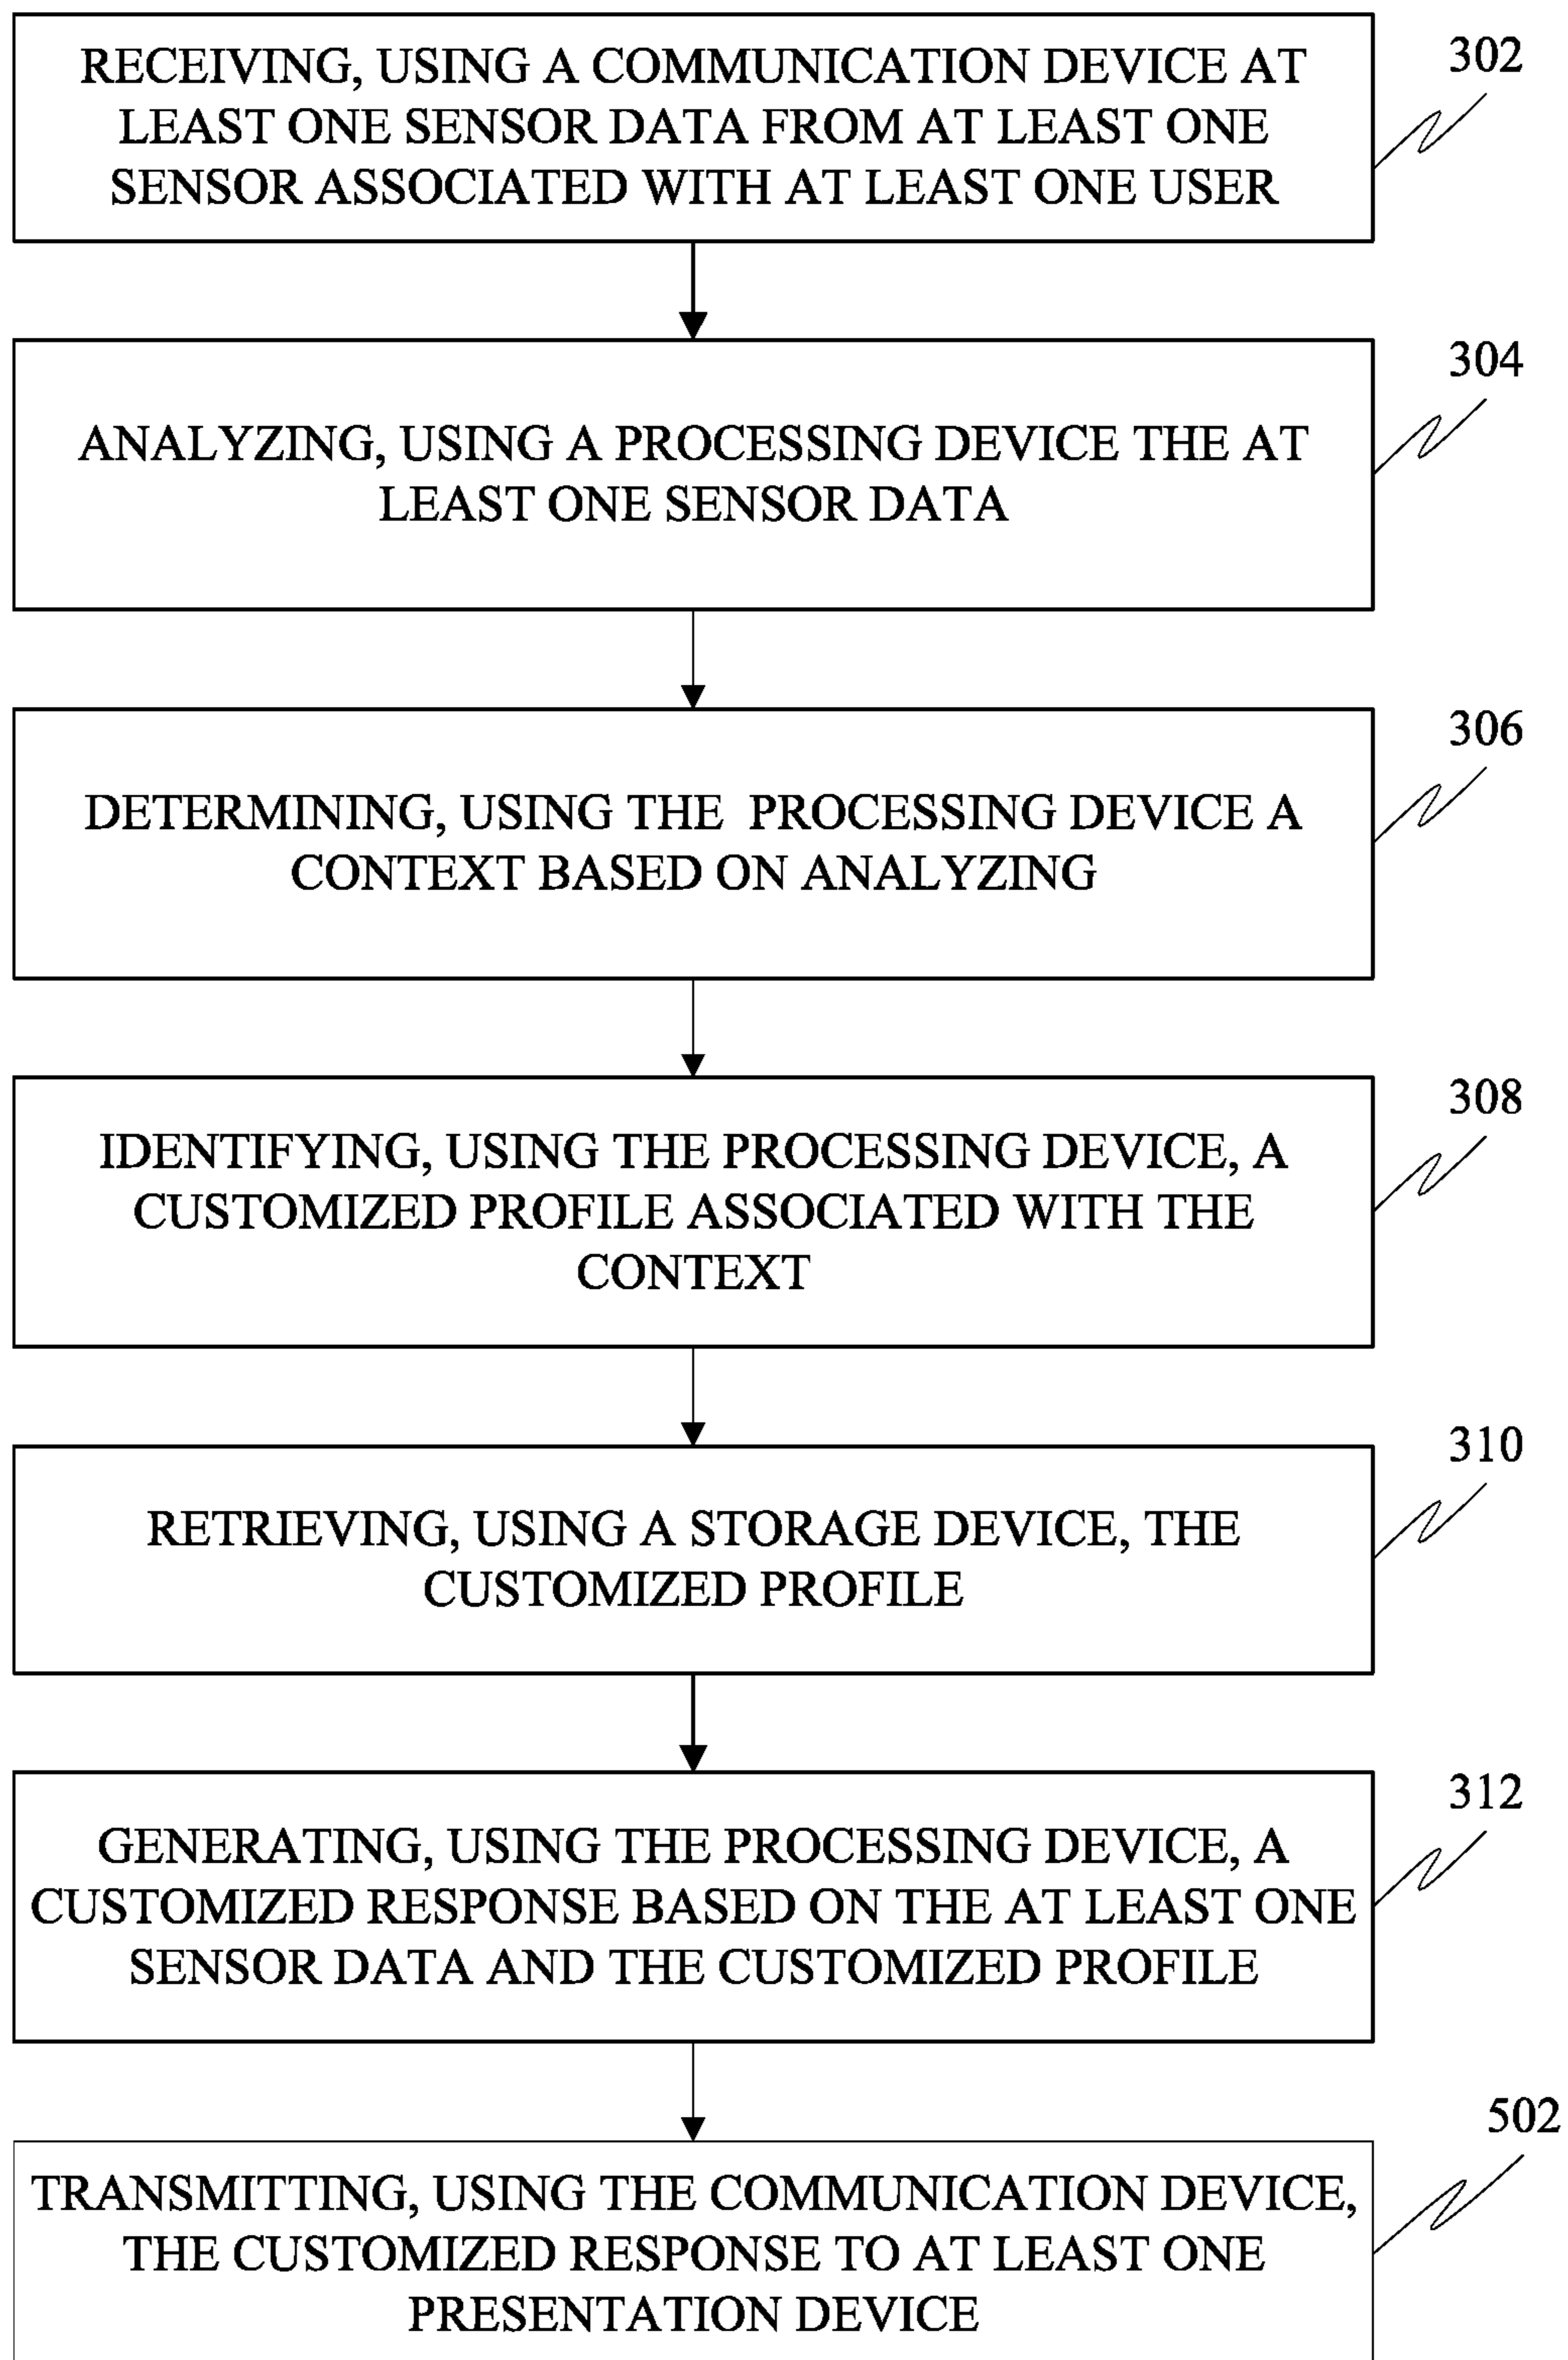 RECEIVING, USING A COMMUNICATION DEVICE AT
LEAST ONE SENSOR DATA FROM AT LEAST ONE
SENSOR ASSOCIATED WITH AT LEAST ONE USER
302
ANALYZING, USING A PROCESSING DEVICE THE AT
LEAST ONE SENSOR DATA
304
DETERMINING, USING THE PROCESSING DEVICE A
CONTEXT BASED ON ANALYZING
306
IDENTIFYING, USING THE PROCESSING DEVICE, A
CUSTOMIZED PROFILE ASSOCIATED WITH THE
CONTEXT
308
RETRIEVING, USING A STORAGE DEVICE, THE
CUSTOMIZED PROFILE
310
GENERATING, USING THE PROCESSING DEVICE, A
CUSTOMIZED RESPONSE BASED ON THE AT LEAST ONE
SENSOR DATA AND THE CUSTOMIZED PROFILE
312
TRANSMITTING, USING THE COMMUNICATION DEVICE,
THE CUSTOMIZED RESPONSE TO AT LEAST ONE
PRESENTATION DEVICE
502